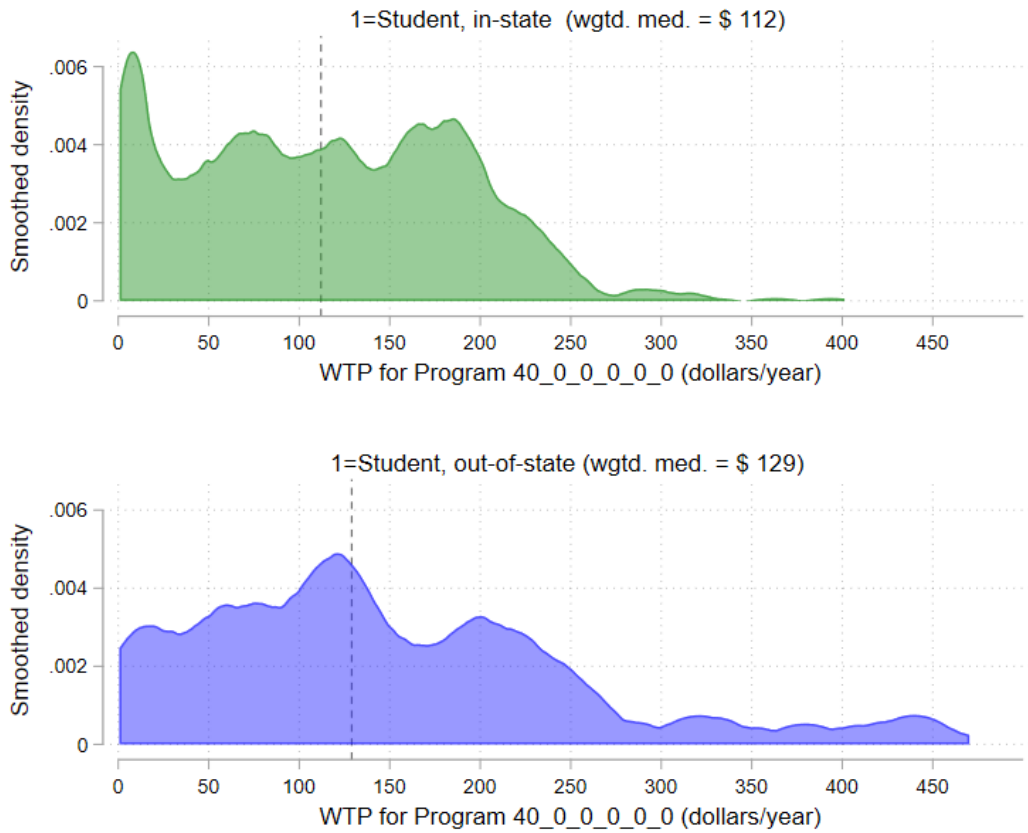 1=Student, in-state  (wgtd. med. = $ 112)
Smoothed density
.006
.004
.002
0
0 50 100 150 200 250 300 350 400 450
WTP for Program 40_0_0_0_0_0 (dollars/year)
1=Student, out-of-state (wgtd. med. = $ 129)
Smoothed density
.006
.004
.002
0
0 50 100 150 200 250 300 350 400 450
WTP for Program 40_0_0_0_0_0 (dollars/year)